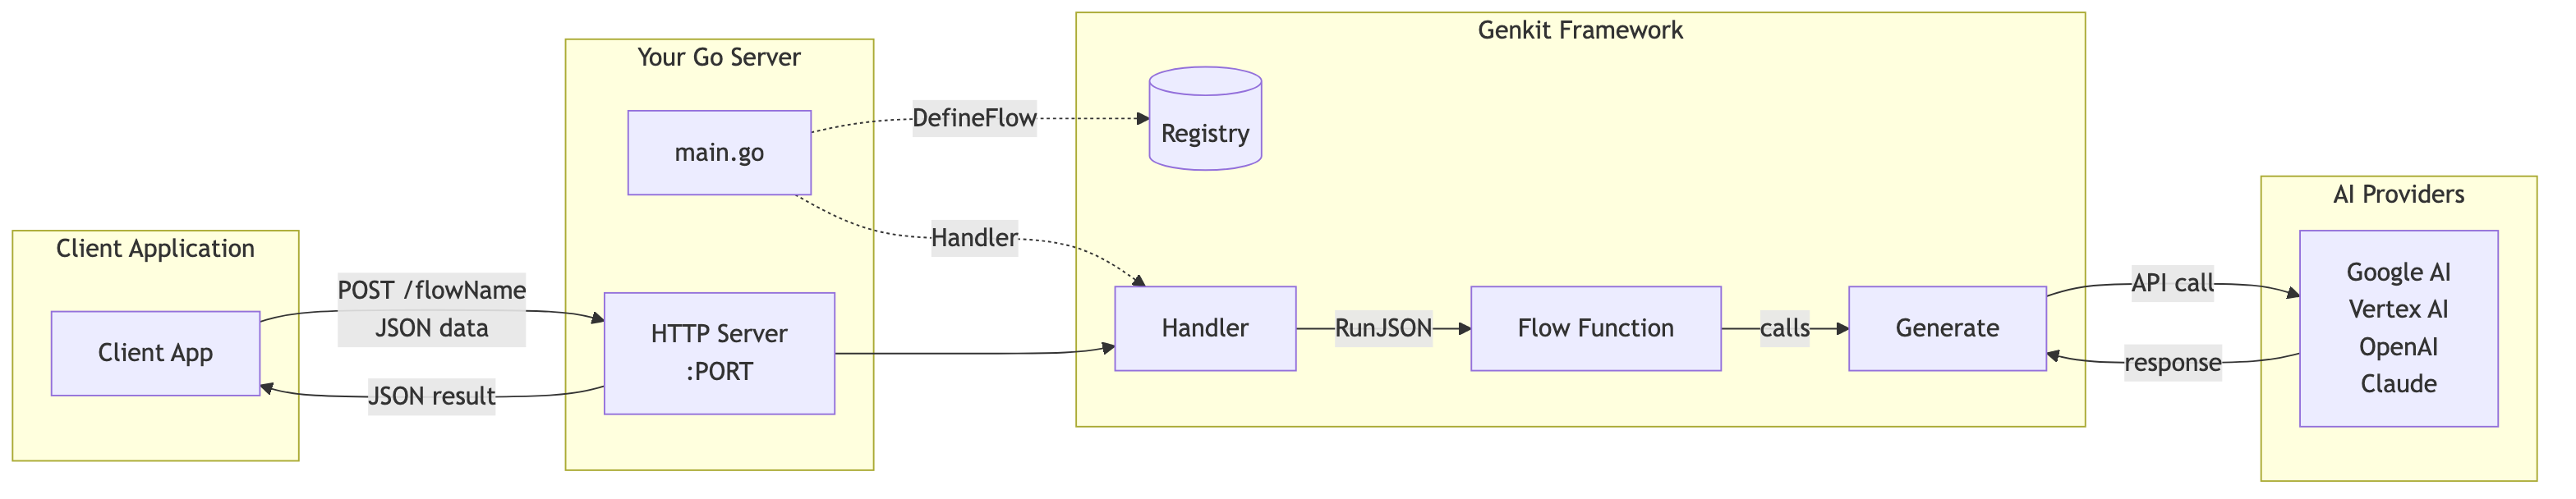 Client Application
Client App
POST /flowName
JSON data
JSON result
Your Go Server
main.go
HTTP Server
:PORT
DefineFlow
Handler
Genkit Framework
Registry
Handler
RunJSON
Flow Function
calls
Generate
API call
response
AI Providers
Google AI
Vertex AI
OpenAI
Claude